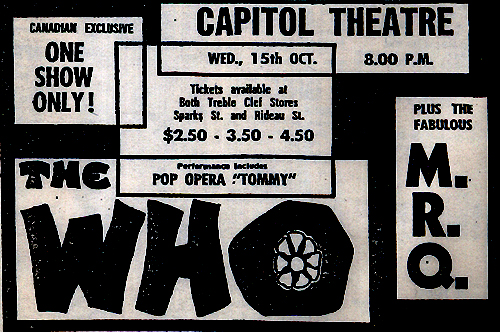 CANADIAN EXCLUSIVE
ONE
SHOW
ONLY!
CAPITOL THEATRE
WED., 15th OCT. 8.00 P.M.
Tickets available at
Both Treble Clef Stores
Sparks St. and Rideau St.
$2.50 - 3.50 - 4.50
Performance Includes
POP OPERA "TOMMY"
THE
WHO
PLUS THE
FABULOUS
M.
R.
Q.